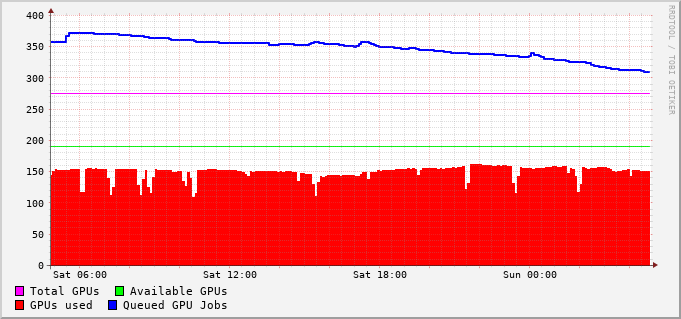 400
350
300
250
200
150
100
50
0
Sat 06:00 Sat 12:00 Sat 18:00 Sun 00:00
Total GPUs Available GPUs
GPUs used Queued GPU Jobs
RRDTOOL / TOBI OETIKER